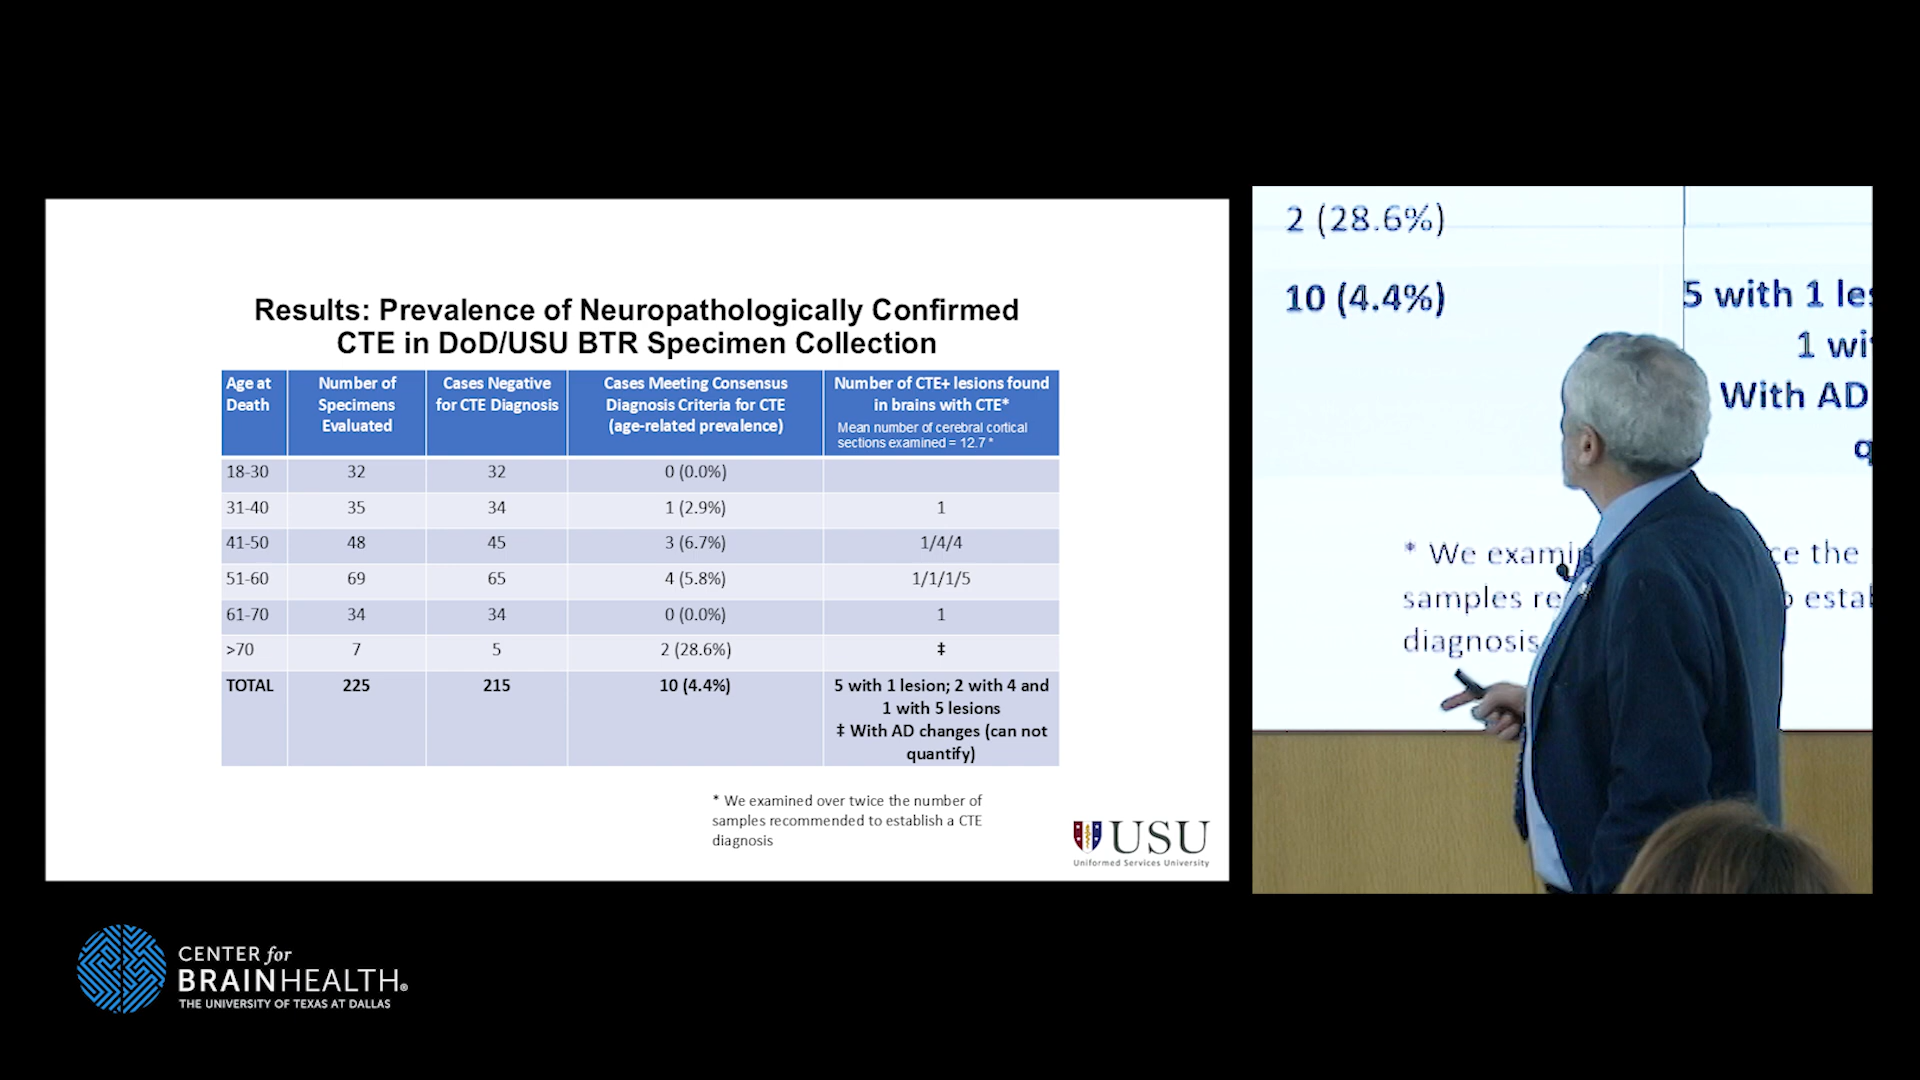 Results: Prevalence of Neuropathologically Confirmed
CTE in DoD/USU BTR Specimen Collection
Age at Death | Number of Specimens Evaluated | Cases Negative for CTE Diagnosis | Cases Meeting Consensus Diagnosis Criteria for CTE (age-related prevalence) | Number of CTE+ lesions found in brains with CTE* Mean number of cerebral cortical sections examined = 12.7 *
18-30 32 32 0 (0.0%)
31-40 35 34 1 (2.9%) 1
41-50 48 45 3 (6.7%) 1/4/4
51-60 69 65 4 (5.8%) 1/1/1/5
61-70 34 34 0 (0.0%) 1
>70 7 5 2 (28.6%) ‡
TOTAL 225 215 10 (4.4%) 5 with 1 lesion; 2 with 4 and
1 with 5 lesions
‡ With AD changes (can not
quantify)
* We examined over twice the number of
samples recommended to establish a CTE
diagnosis
USU
Uniformed Services University
2 (28.6%)
10 (4.4%) 5 with 1 les
1 wi
With AD
q
* We examin ce the
samples re o estab
diagnosis
CENTER for
BRAINHEALTH®
THE UNIVERSITY OF TEXAS AT DALLAS